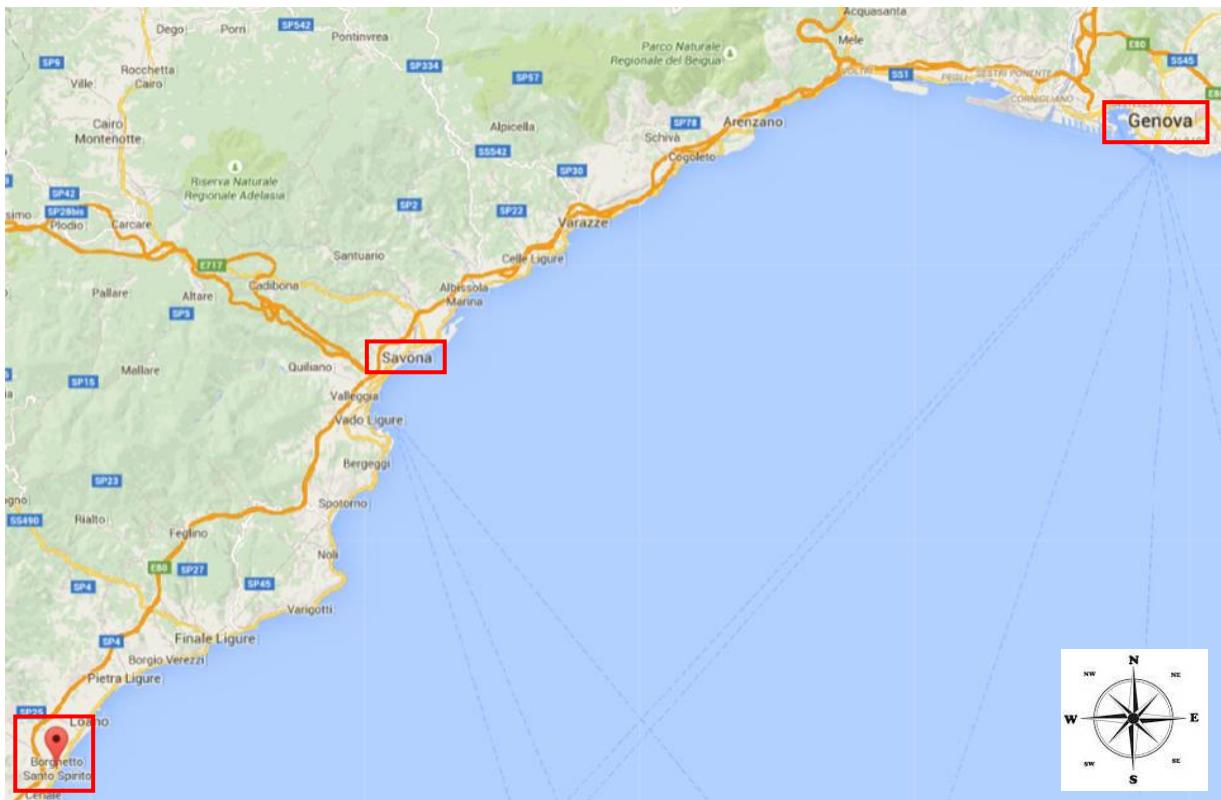 Dego
Porri
SP542
Pontinvrea
Acquasanta
Mele
Parco Naturale
Regionale del Beigua
E80
SS45
SP9
Ville
Rocchetta
Cairo
SP334
SP57
VOLTRI
SS1
PEGLI
SESTRI PONENTE
CORNIGLIANO
Genova
Cairo
Montenotte
Alpicella
SS542
SP78
Arenzano
Schivà
Cogoleto
Riserva Naturale
Regionale Adelasia
SP30
SP42
SP28bis
Plodio
Carcare
SP2
SP22
Varazze
Santuario
Celle Ligure
E717
Cadibona
Pallare
Altare
SP5
Albissola
Marina
Savona
Quiliano
Mallare
SP15
Valleggia
Vado Ligure
Bergeggi
SP23
Spotorno
SS490
Rialto
Feglino
Noli
E80
SP27
SP4
SP45
Varigotti
SP4
Finale Ligure
Borgio Verezzi
Pietra Ligure
SP25
Loano
Borghetto
Santo Spirito
Ceriale
N
NW
NE
W
E
SW
SE
S